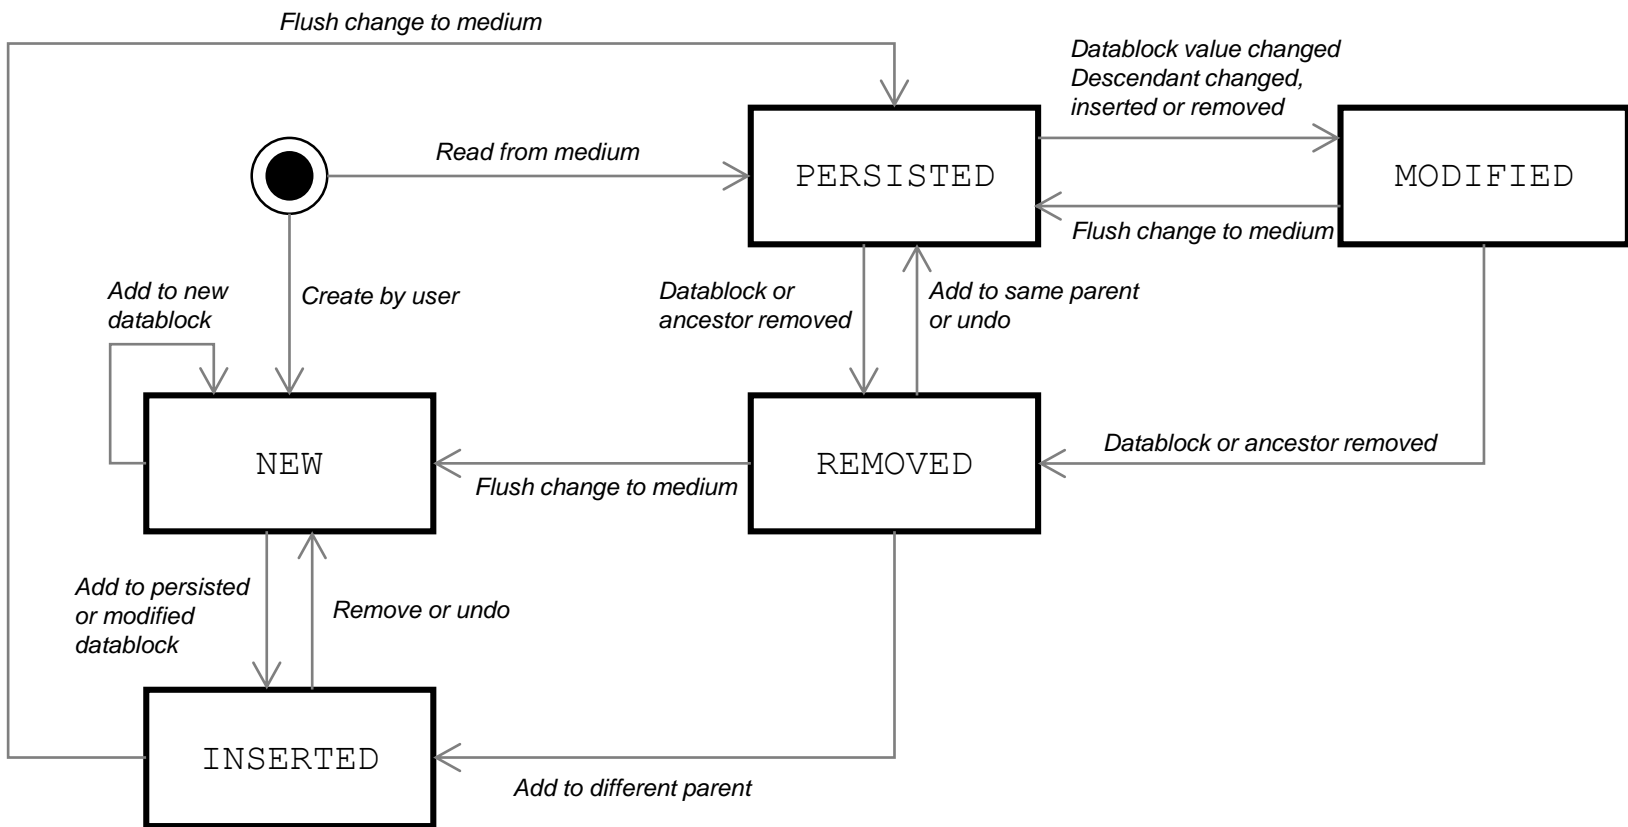 Flush change to medium
Datablock value changed
Descendant changed,
inserted or removed
Read from medium
PERSISTED
MODIFIED
Flush change to medium
Add to new
datablock
Create by user
Datablock or
ancestor removed
Add to same parent
or undo
NEW
REMOVED
Datablock or ancestor removed
Flush change to medium
Add to persisted
or modified
datablock
Remove or undo
INSERTED
Add to different parent